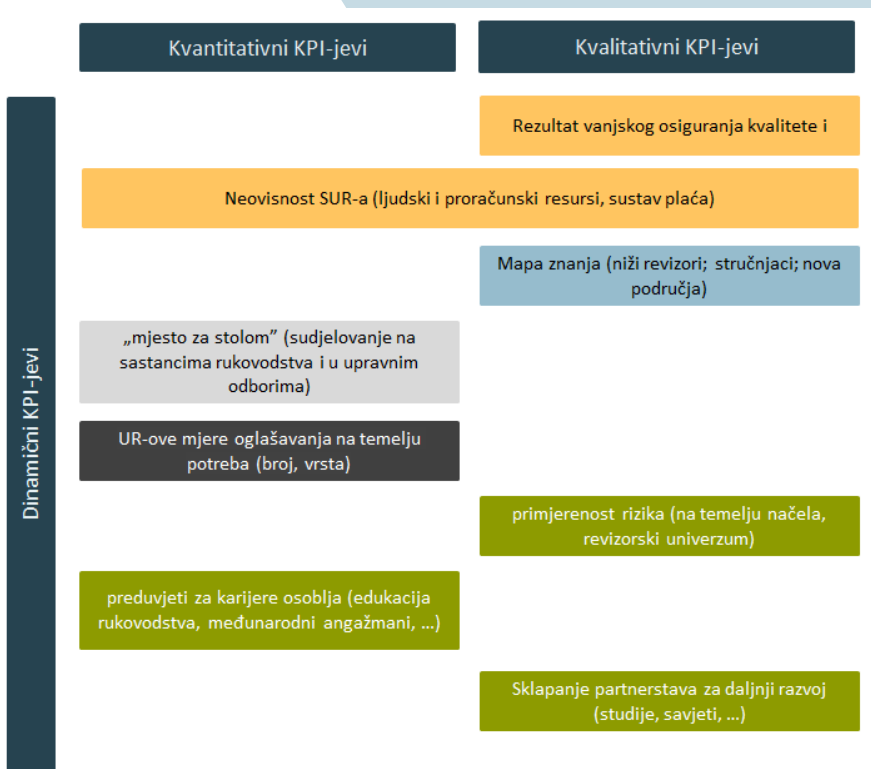 Kvantitativni KPI-jevi
Kvalitativni KPI-jevi
Dinamični KPI-jevi
Rezultat vanjskog osiguranja kvalitete i
Neovisnost SUR-a (ljudski i proračunski resursi, sustav plaća)
Mapa znanja (niži revizori; stručnjaci; nova
područja)
„mjesto za stolom” (sudjelovanje na
sastancima rukovodstva i u upravnim
odborima)
UR-ove mjere oglašavanja na temelju
potreba (broj, vrsta)
primjerenost rizika (na temelju načela,
revizorski univerzum)
preduvjeti za karijere osoblja (edukacija
rukovodstva, međunarodni angažmani, ...)
Sklapanje partnerstava za daljnji razvoj
(studije, savjeti, ...)